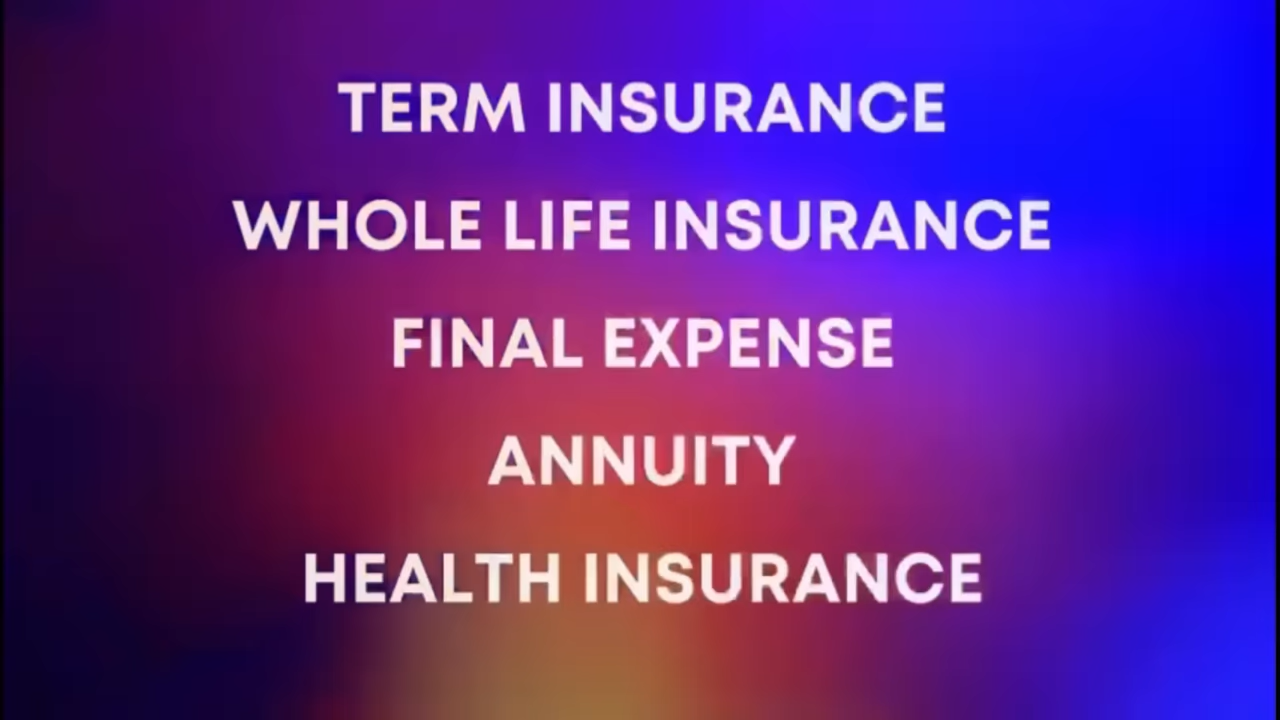 TERM INSURANCE
WHOLE LIFE INSURANCE
FINAL EXPENSE
ANNUITY
HEALTH INSURANCE